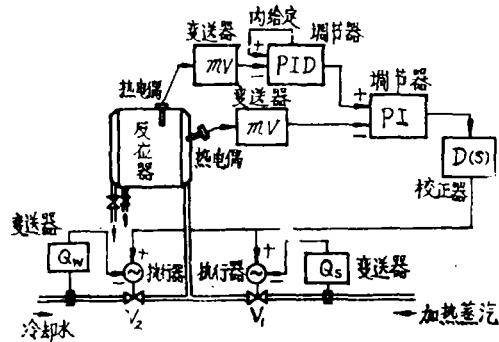 内给定
变送器
调节器
mV
+
−
PID
热电偶
变送器
调节器
反应器
mV
+
−
PI
热电偶
D(S)
校正器
变送器
Qw
+
−
执行器
执行器
+
−
Qs
变送器
V₂
V₁
冷却水
加热蒸汽